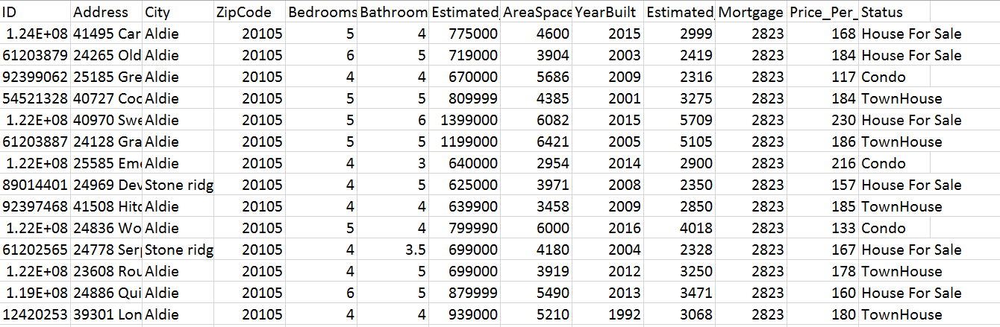 ID Address City ZipCode Bedrooms Bathroom Estimated_ AreaSpace YearBuilt Estimated_ Mortgage Price_Per_ Status
1.24E+08 41495 Car Aldie 20105 5 4 775000 4600 2015 2999 2823 168 House For Sale
61203879 24265 Old Aldie 20105 6 5 719000 3904 2003 2419 2823 184 House For Sale
92399062 25185 Gre Aldie 20105 4 4 670000 5686 2009 2316 2823 117 Condo
54521328 40727 Coc Aldie 20105 5 5 809999 4385 2001 3275 2823 184 TownHouse
1.22E+08 40970 Swe Aldie 20105 5 6 1399000 6082 2015 5709 2823 230 House For Sale
61203887 24128 Gra Aldie 20105 5 5 1199000 6421 2005 5105 2823 186 TownHouse
1.22E+08 25585 Eme Aldie 20105 4 3 640000 2954 2014 2900 2823 216 Condo
89014401 24969 Dev Stone ridg 20105 4 5 625000 3971 2008 2350 2823 157 House For Sale
92397468 41508 Hitc Aldie 20105 4 4 639900 3458 2009 2850 2823 185 TownHouse
1.22E+08 24836 Wo Aldie 20105 5 4 799990 6000 2016 4018 2823 133 Condo
61202565 24778 Serp Stone ridg 20105 4 3.5 699000 4180 2004 2328 2823 167 House For Sale
1.22E+08 23608 Rou Aldie 20105 4 5 699000 3919 2012 3250 2823 178 TownHouse
1.19E+08 24886 Qui Aldie 20105 6 5 879999 5490 2013 3471 2823 160 House For Sale
12420253 39301 Lon Aldie 20105 4 4 939000 5210 1992 3068 2823 180 TownHouse